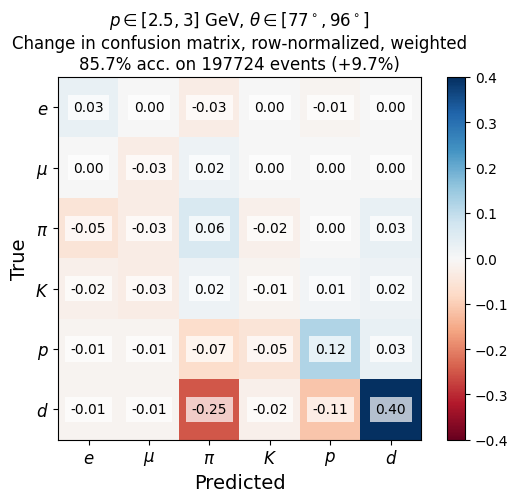 p ∈ [2.5, 3] GeV, θ ∈ [77°, 96°]
Change in confusion matrix, row-normalized, weighted
85.7% acc. on 197724 events (+9.7%)
e 0.03 0.00 -0.03 0.00 -0.01 0.00
μ 0.00 -0.03 0.02 0.00 0.00 0.00
π -0.05 -0.03 0.06 -0.02 0.00 0.03
K -0.02 -0.03 0.02 -0.01 0.01 0.02
p -0.01 -0.01 -0.07 -0.05 0.12 0.03
d -0.01 -0.01 -0.25 -0.02 -0.11 0.40
e μ π K p d
Predicted
True
0.4
0.3
0.2
0.1
0.0
−0.1
−0.2
−0.3
−0.4